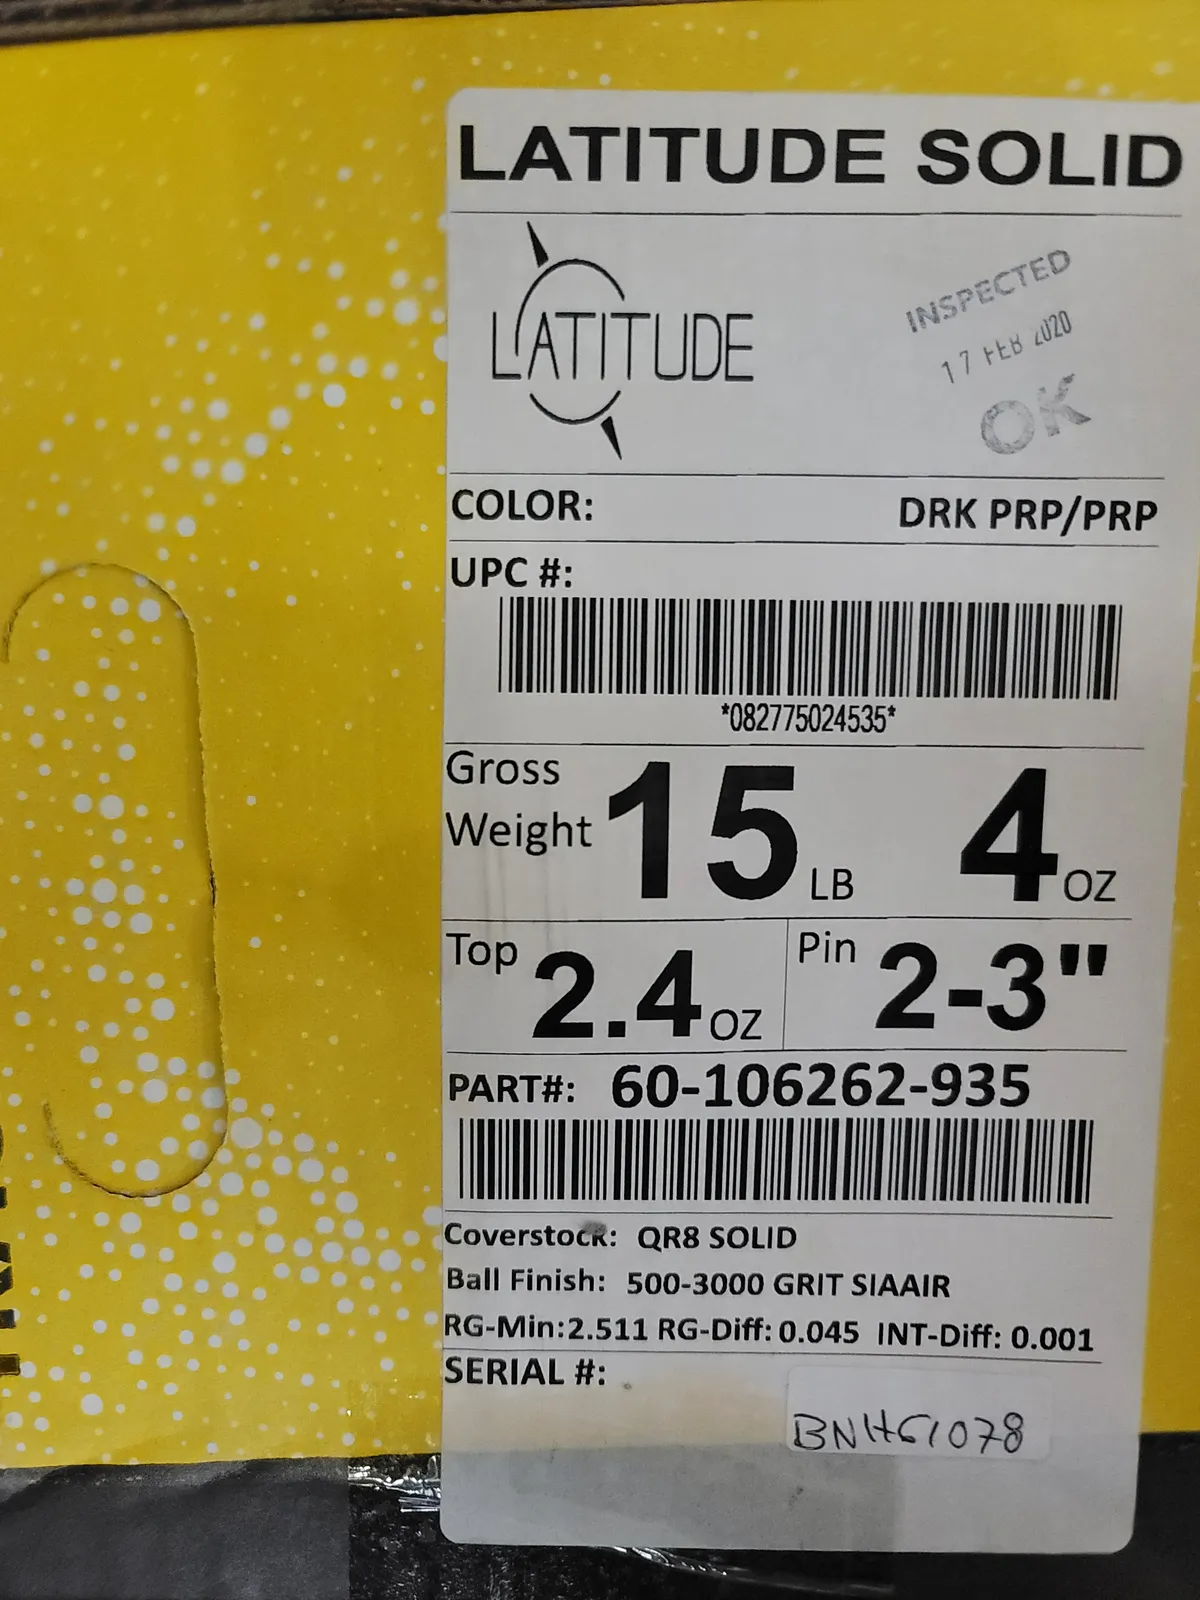 LATITUDE SOLID
LATITUDE
INSPECTED
17 FEB 2020
OK
COLOR: DRK PRP/PRP
UPC #:
*082775024535*
Gross Weight 15 LB 4 OZ
Top 2.4 OZ Pin 2-3"
PART#: 60-106262-935
Coverstock: QR8 SOLID
Ball Finish: 500-3000 GRIT SIAAIR
RG-Min:2.511 RG-Diff: 0.045 INT-Diff: 0.001
SERIAL #: